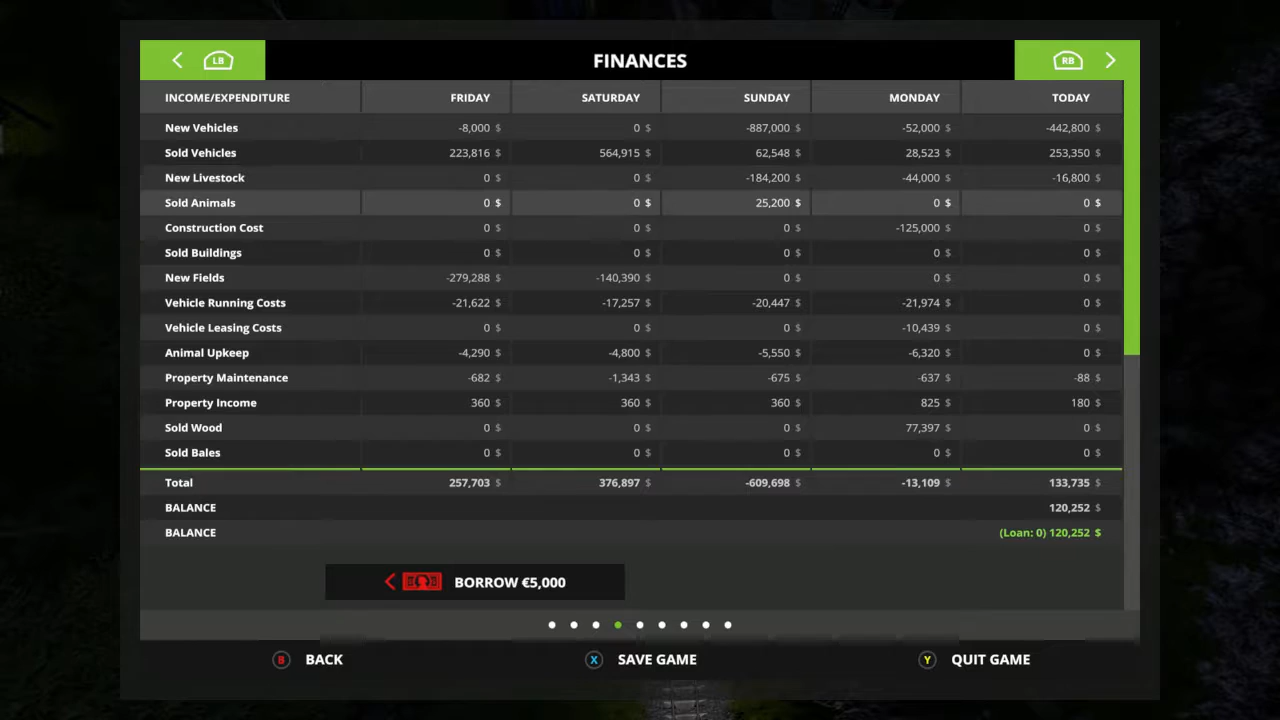 LB FINANCES RB
INCOME/EXPENDITURE FRIDAY SATURDAY SUNDAY MONDAY TODAY
New Vehicles -8,000 $ 0 $ -887,000 $ -52,000 $ -442,800 $
Sold Vehicles 223,816 $ 564,915 $ 62,548 $ 28,523 $ 253,350 $
New Livestock 0 $ 0 $ -184,200 $ -44,000 $ -16,800 $
Sold Animals 0 $ 0 $ 25,200 $ 0 $ 0 $
Construction Cost 0 $ 0 $ 0 $ -125,000 $ 0 $
Sold Buildings 0 $ 0 $ 0 $ 0 $ 0 $
New Fields -279,288 $ -140,390 $ 0 $ 0 $ 0 $
Vehicle Running Costs -21,622 $ -17,257 $ -20,447 $ -21,974 $ 0 $
Vehicle Leasing Costs 0 $ 0 $ 0 $ -10,439 $ 0 $
Animal Upkeep -4,290 $ -4,800 $ -5,550 $ -6,320 $ 0 $
Property Maintenance -682 $ -1,343 $ -675 $ -637 $ -88 $
Property Income 360 $ 360 $ 360 $ 825 $ 180 $
Sold Wood 0 $ 0 $ 0 $ 77,397 $ 0 $
Sold Bales 0 $ 0 $ 0 $ 0 $ 0 $
Total 257,703 $ 376,897 $ -609,698 $ -13,109 $ 133,735 $
BALANCE 120,252 $
BALANCE (Loan: 0) 120,252 $
BORROW €5,000
B BACK X SAVE GAME Y QUIT GAME